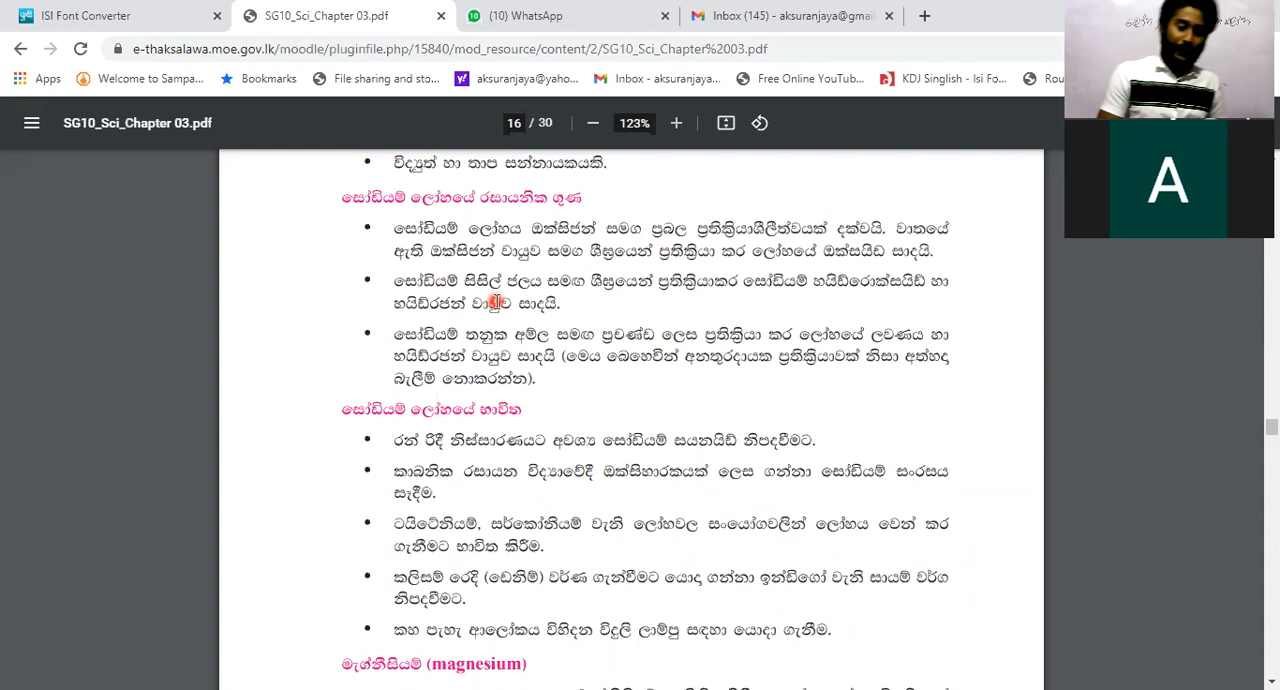 ISI Font Converter
SG10_Sci_Chapter 03.pdf
(10) WhatsApp
Inbox (145) - aksuranjaya@gmai
e-thaksalawa.moe.gov.lk/moodle/pluginfile.php/15840/mod_resource/content/2/SG10_Sci_Chapter%2003.pdf
Apps
Welcome to Sampa...
Bookmarks
File sharing and sto...
aksuranjaya@yaho...
Inbox - aksuranjaya...
Free Online YouTub...
KDJ Singlish - Isi Fo...
Rou
SG10_Sci_Chapter 03.pdf
16 / 30
123%
A
• විද්‍යුත් හා තාප සන්නායකයකි.
සෝඩියම් ලෝහයේ රසායනික ගුණ
• සෝඩියම් ලෝහය ඔක්සිජන් සමග ප්‍රබල ප්‍රතික්‍රියාශීලීත්වයක් දක්වයි. වාතයේ
ඇති ඔක්සිජන් වායුව සමග ශීඝ්‍රයෙන් ප්‍රතික්‍රියා කර ලෝහයේ ඔක්සයිඩ සාදයි.
• සෝඩියම් සිසිල් ජලය සමඟ ශීඝ්‍රයෙන් ප්‍රතික්‍රියාකර සෝඩියම් හයිඩ්රොක්සයිඩ් හා
හයිඩ්රජන් වායුව සාදයි.
• සෝඩියම් තනුක අම්ල සමඟ ප්‍රචණ්ඩ ලෙස ප්‍රතික්‍රියා කර ලෝහයේ ලවණය හා
හයිඩ්රජන් වායුව සාදයි (මෙය බෙහෙවින් අනතුරදායක ප්‍රතික්‍රියාවක් නිසා අත්හදා
බැලීම් නොකරන්න).
සෝඩියම් ලෝහයේ භාවිත
• රන් රිදී නිස්සාරණයට අවශ්‍ය සෝඩියම් සයනයිඩ් නිපදවීමට.
• කාබනික රසායන විද්‍යාවේදී ඔක්සිහාරකයක් ලෙස ගන්නා සෝඩියම් සංරසය
සෑදීම.
• ටයිටේනියම්, සර්කෝනියම් වැනි ලෝහවල සංයෝගවලින් ලෝහය වෙන් කර
ගැනීමට භාවිත කිරීම.
• කලිසම් රෙදි (ඩෙනිම්) වර්ණ ගැන්වීමට යොදා ගන්නා ඉන්ඩිගෝ වැනි සායම් වර්ග
නිපදවීමට.
• කහ පැහැ ආලෝකය විහිදන විදුලි ලාම්පු සඳහා යොදා ගැනීම.
මැග්නීසියම් (magnesium)